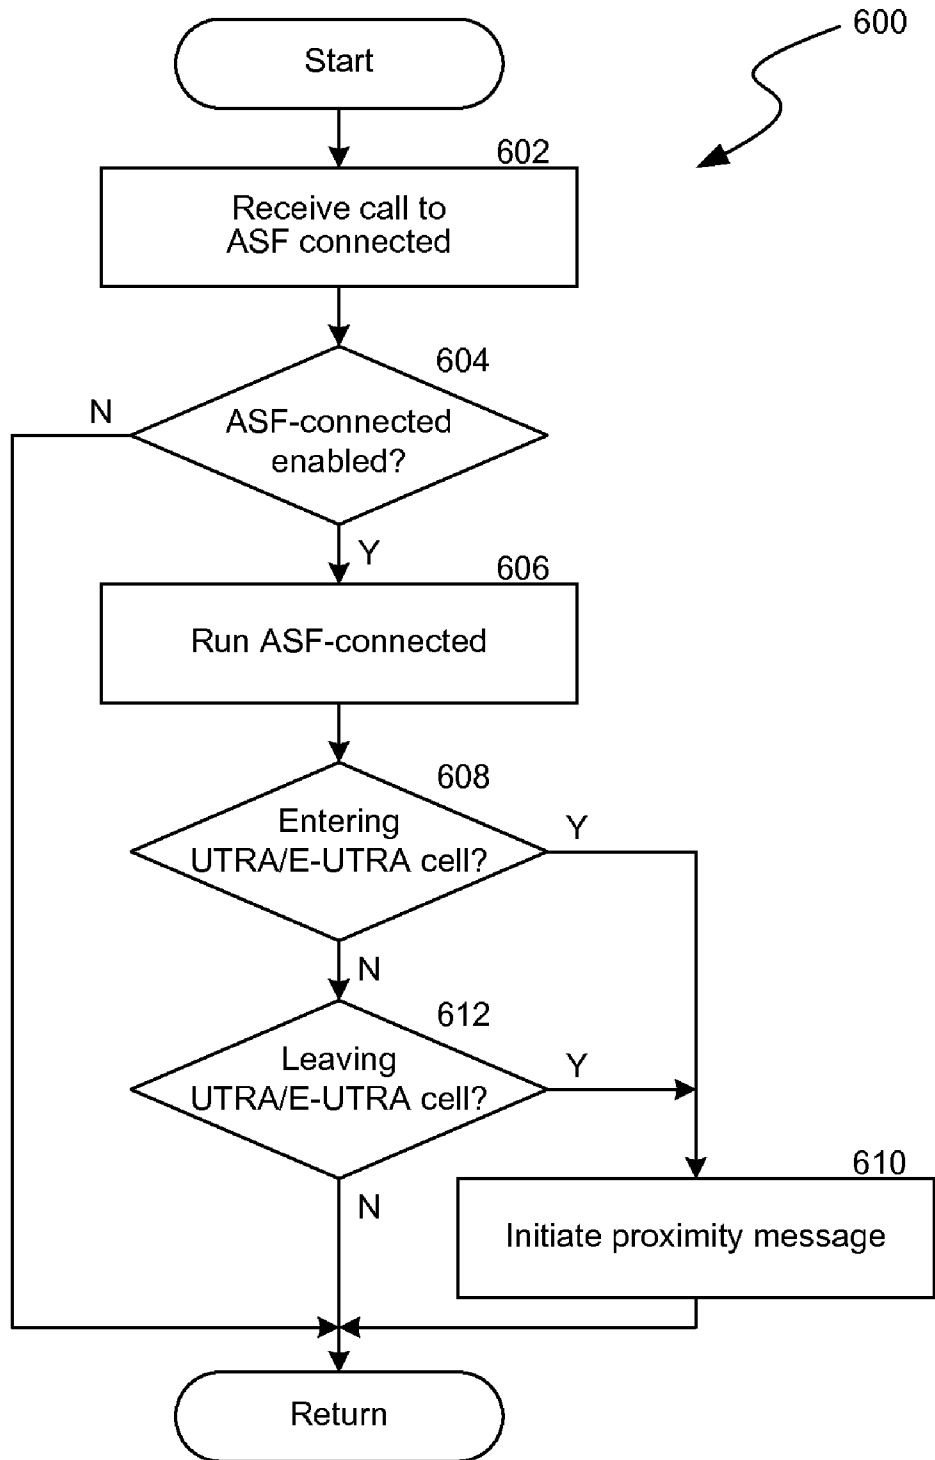 600
Start
602
Receive call to
ASF connected
604
N
ASF-connected
enabled?
Y
606
Run ASF-connected
608
Entering
UTRA/E-UTRA cell?
Y
N
612
Leaving
UTRA/E-UTRA cell?
Y
N
610
Initiate proximity message
Return